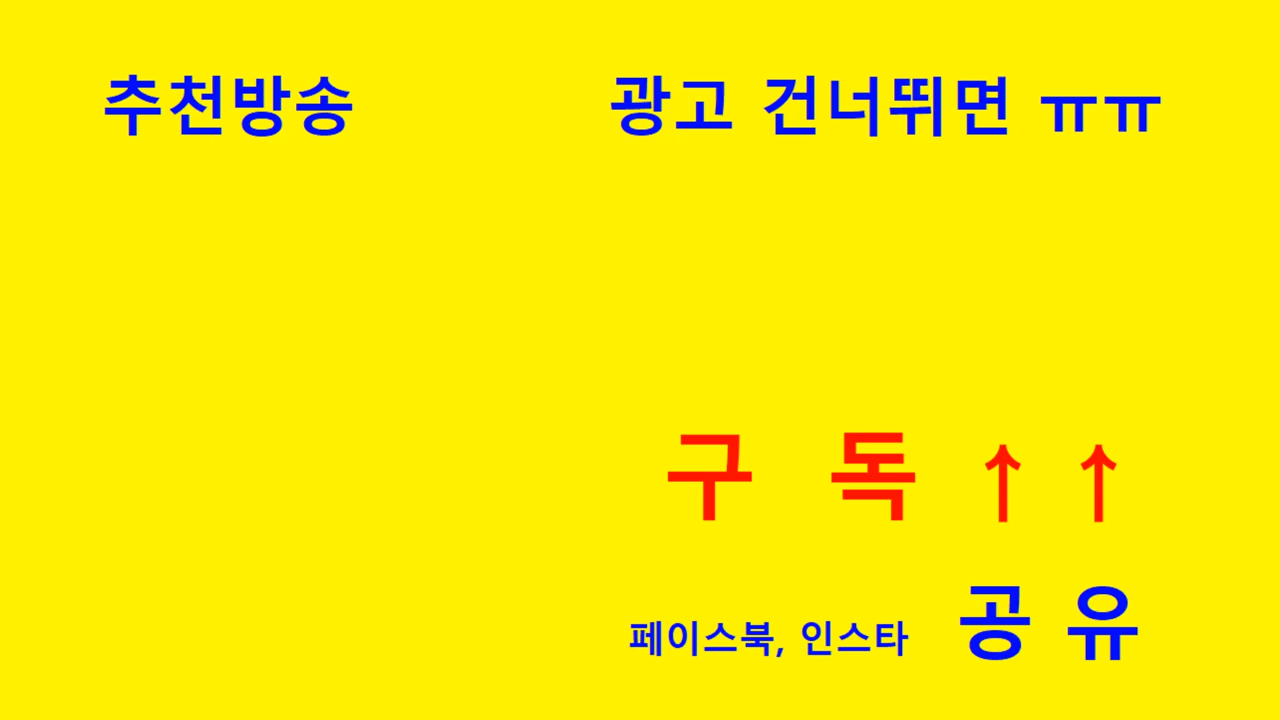 추천방송 광고 건너뛰면 ㅠㅠ
구 독 ↑ ↑
페이스북, 인스타 공 유